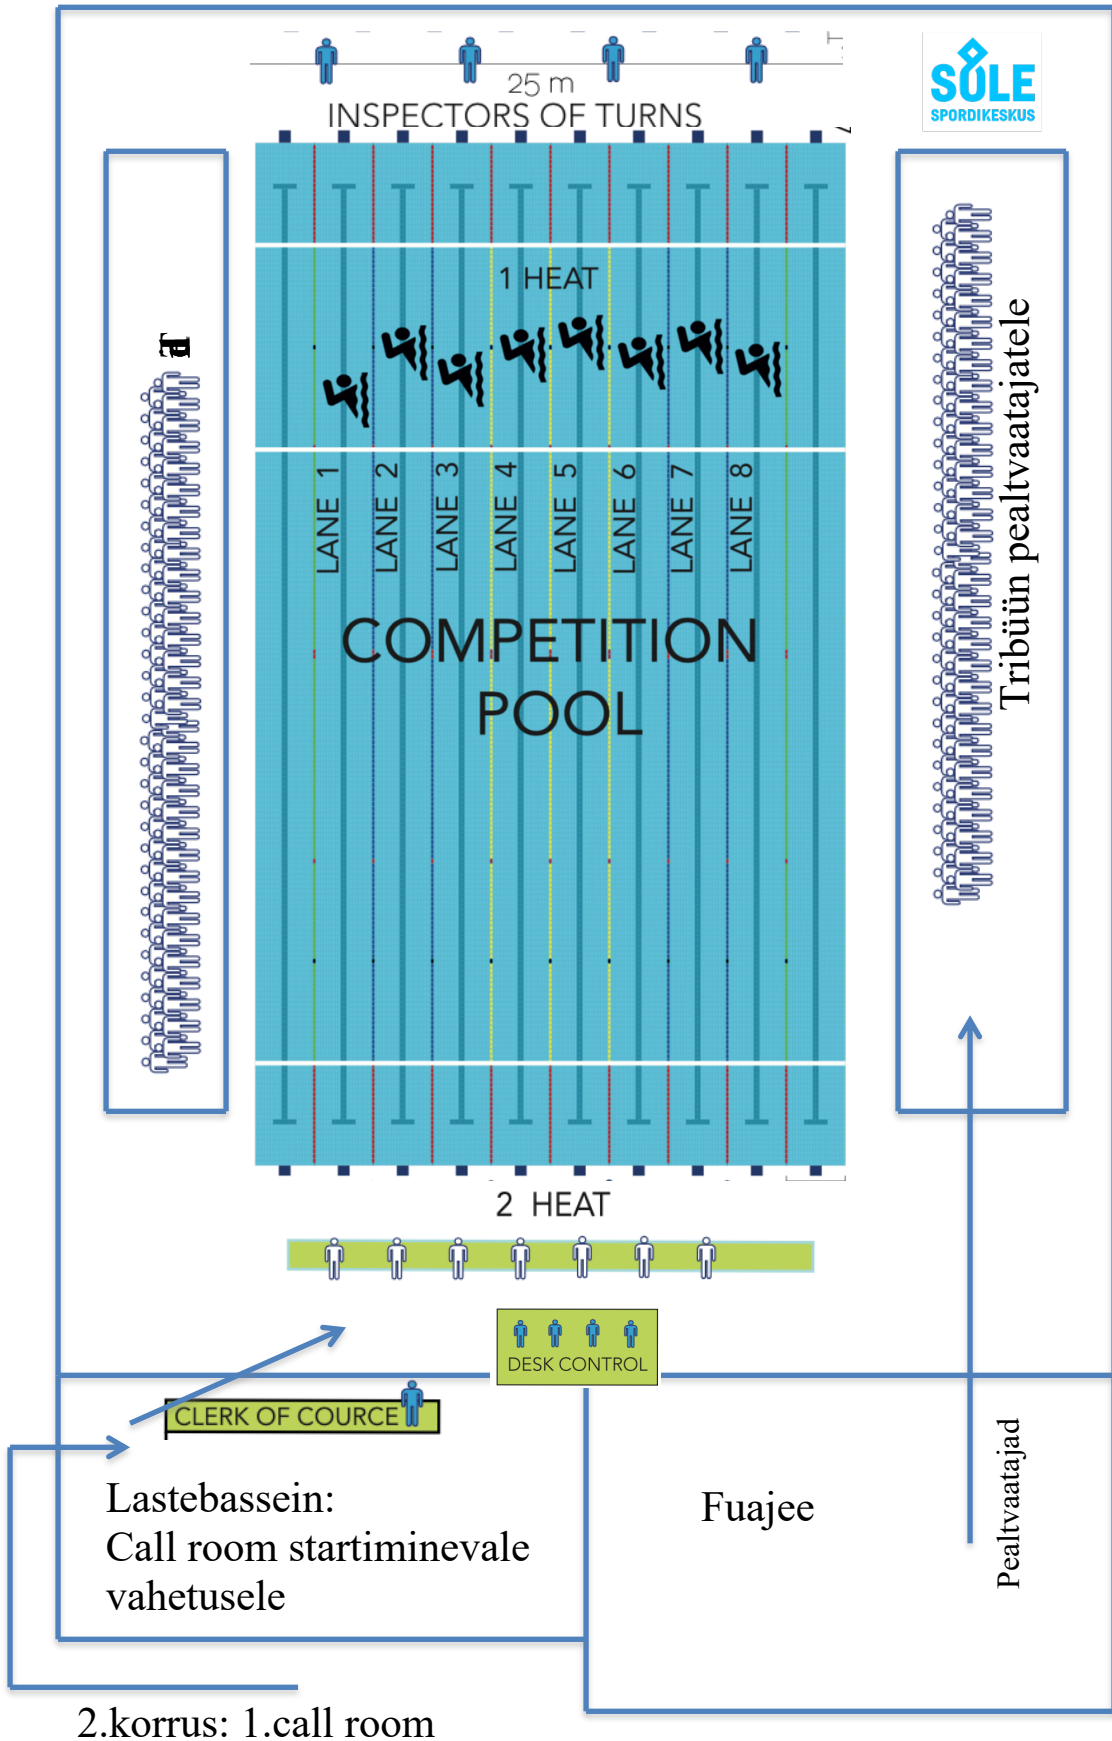 SÕLE
SPORDIKESKUS
25 m
INSPECTORS OF TURNS
1 HEAT
LANE 1
LANE 2
LANE 3
LANE 4
LANE 5
LANE 6
LANE 7
LANE 8
COMPETITION
POOL
Tribüün pealtvaatajatele
2 HEAT
DESK CONTROL
CLERK OF COURCE
Lastebassein:
Call room startiminevale
vahetusele
Fuajee
Pealtvaatajad
2.korrus: 1.call room